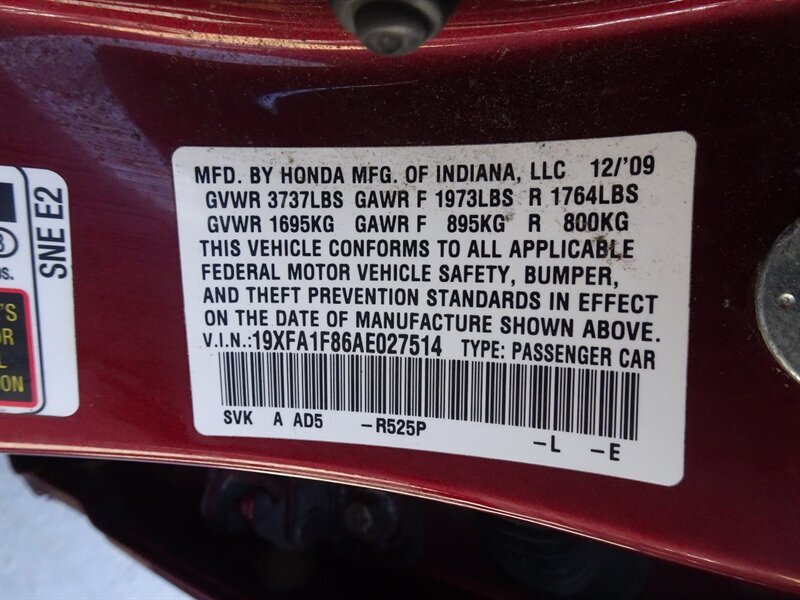 MFD. BY HONDA MFG. OF INDIANA, LLC 12/'09
GVWR 3737LBS GAWR F 1973LBS R 1764LBS
GVWR 1695KG GAWR F 895KG R 800KG
THIS VEHICLE CONFORMS TO ALL APPLICABLE
FEDERAL MOTOR VEHICLE SAFETY, BUMPER,
AND THEFT PREVENTION STANDARDS IN EFFECT
ON THE DATE OF MANUFACTURE SHOWN ABOVE.
V.I.N.:19XFA1F86AE027514 TYPE: PASSENGER CAR
SVK A AD5 -R525P
-L -E
SNE E2